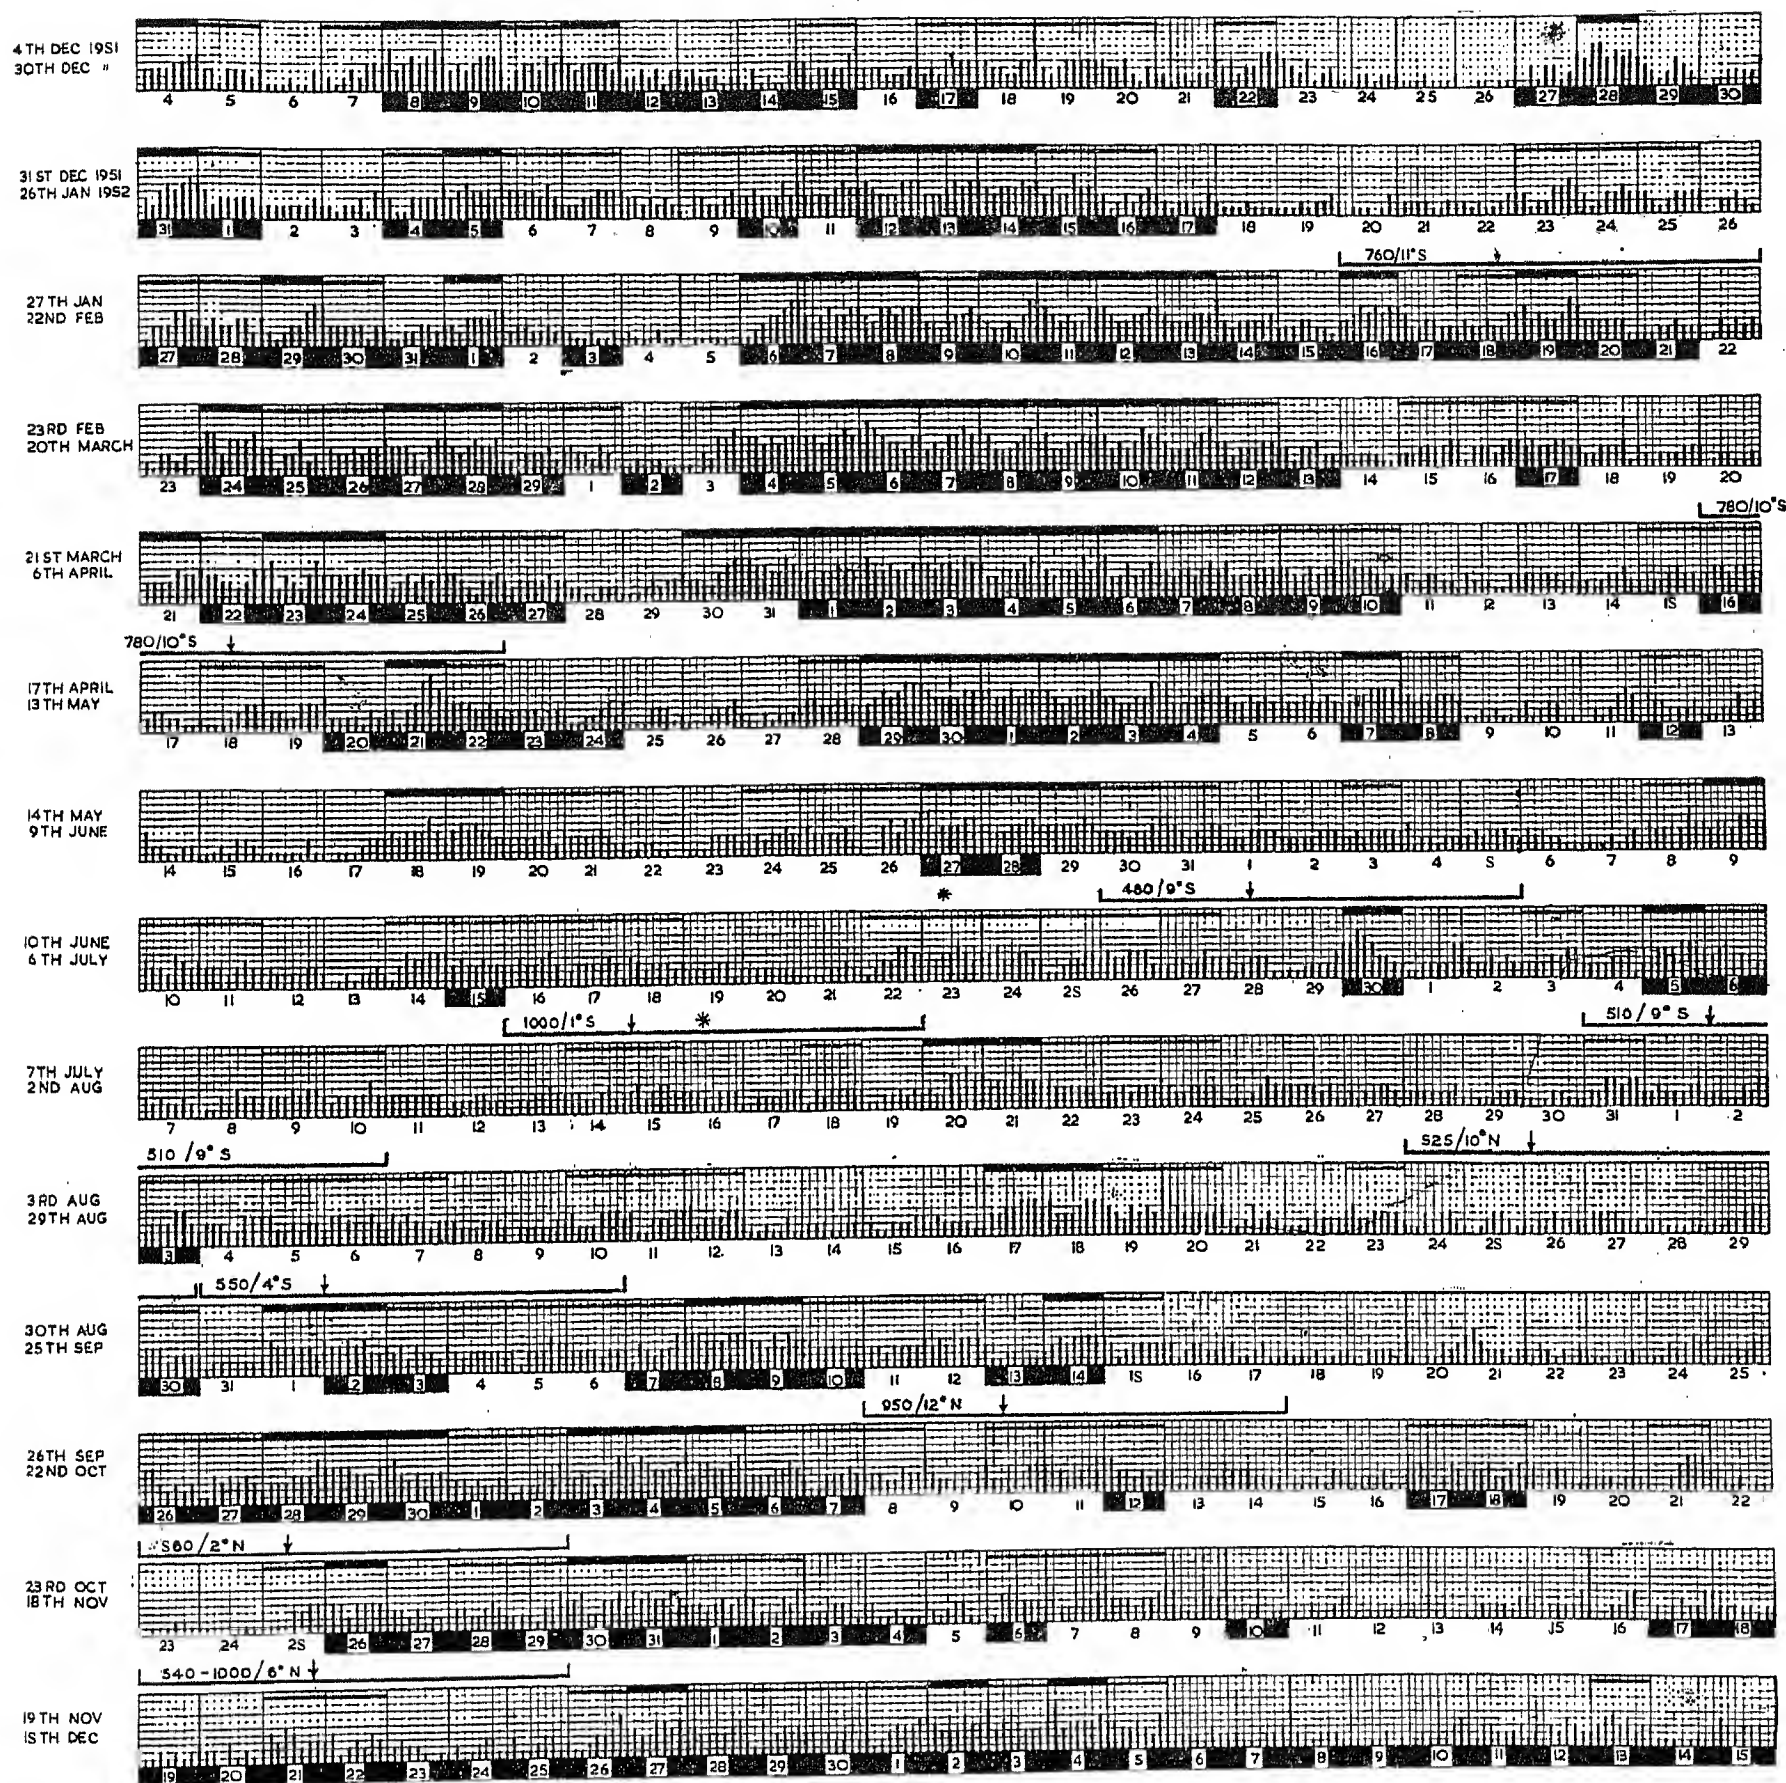 4TH DEC 1951
30TH DEC "
4 5 6 7 8 9 10 11 12 13 14 15 16 17 18 19 20 21 22 23 24 25 26 27 28 29 30
31ST DEC 1951
26TH JAN 1952
31 1 2 3 4 5 6 7 8 9 10 11 12 13 14 15 16 17 18 19 20 21 22 23 24 25 26
760/11°S
27TH JAN
22ND FEB
27 28 29 30 31 1 2 3 4 5 6 7 8 9 10 11 12 13 14 15 16 17 18 19 20 21 22
23RD FEB
20TH MARCH
23 24 25 26 27 28 29 1 2 3 4 5 6 7 8 9 10 11 12 13 14 15 16 17 18 19 20
780/10°S
21ST MARCH
6TH APRIL
21 22 23 24 25 26 27 28 29 30 31 1 2 3 4 5 6 7 8 9 10 11 12 13 14 15 16
780/10°S
17TH APRIL
13TH MAY
17 18 19 20 21 22 23 24 25 26 27 28 29 30 1 2 3 4 5 6 7 8 9 10 11 12 13
14TH MAY
9TH JUNE
14 15 16 17 18 19 20 21 22 23 24 25 26 27 28 29 30 31 1 2 3 4 5 6 7 8 9
* 480/9°S
10TH JUNE
6TH JULY
10 11 12 13 14 15 16 17 18 19 20 21 22 23 24 25 26 27 28 29 30 1 2 3 4 5 6
1000/1°S * 510/9°S
7TH JULY
2ND AUG
7 8 9 10 11 12 13 14 15 16 17 18 19 20 21 22 23 24 25 26 27 28 29 30 31 1 2
510/9°S 525/10°N
3RD AUG
29TH AUG
3 4 5 6 7 8 9 10 11 12 13 14 15 16 17 18 19 20 21 22 23 24 25 26 27 28 29
550/4°S
30TH AUG
25TH SEP
30 31 1 2 3 4 5 6 7 8 9 10 11 12 13 14 15 16 17 18 19 20 21 22 23 24 25
950/12°N
26TH SEP
22ND OCT
26 27 28 29 30 1 2 3 4 5 6 7 8 9 10 11 12 13 14 15 16 17 18 19 20 21 22
560/2°N
23RD OCT
18TH NOV
23 24 25 26 27 28 29 30 31 1 2 3 4 5 6 7 8 9 10 11 12 13 14 15 16 17 18
540-1000/6°N
19TH NOV
15TH DEC
19 20 21 22 23 24 25 26 27 28 29 30 1 2 3 4 5 6 7 8 9 10 11 12 13 14 15